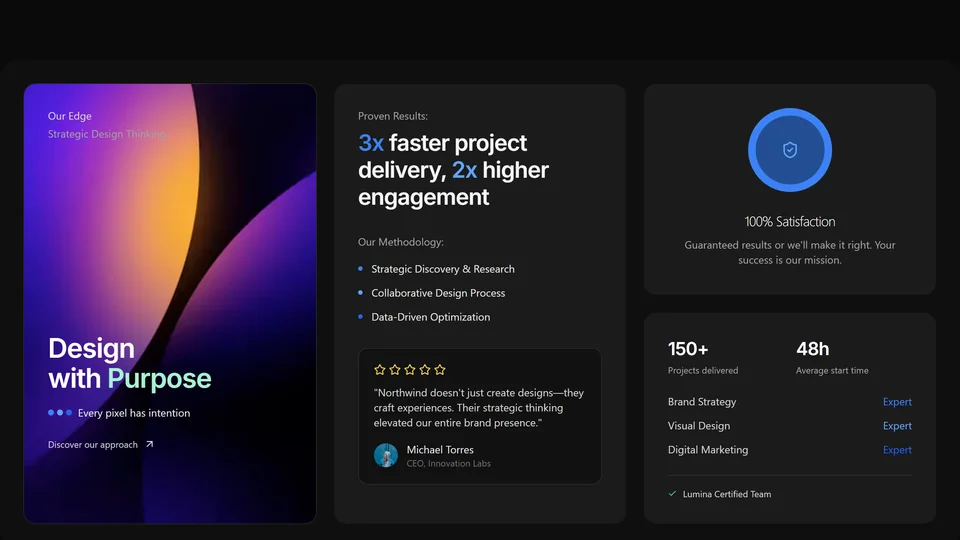 Our Edge
Strategic Design Thinking
Design
with Purpose
Every pixel has intention
Discover our approach
Proven Results:
3x faster project
delivery, 2x higher
engagement
Our Methodology:
Strategic Discovery & Research
Collaborative Design Process
Data-Driven Optimization
"Northwind doesn't just create designs—they
craft experiences. Their strategic thinking
elevated our entire brand presence."
Michael Torres
CEO, Innovation Labs
100% Satisfaction
Guaranteed results or we'll make it right. Your
success is our mission.
150+
Projects delivered
48h
Average start time
Brand Strategy
Expert
Visual Design
Expert
Digital Marketing
Expert
Lumina Certified Team